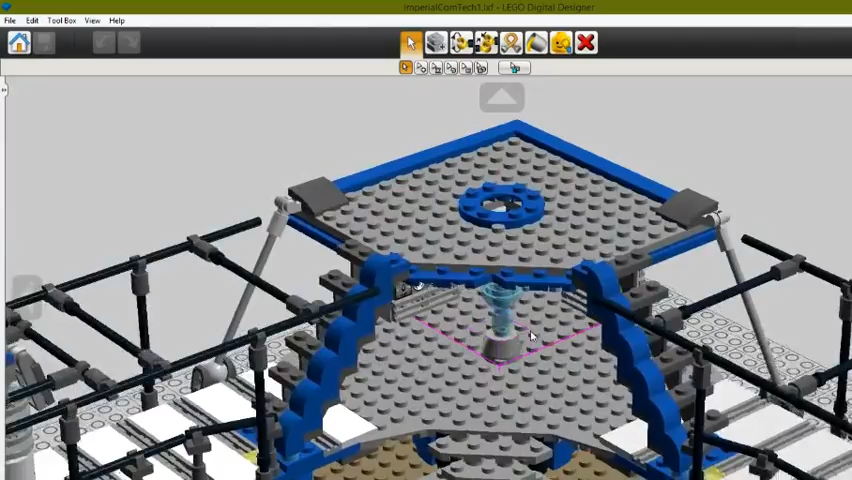 ImperialComTech1.lxf - LEGO Digital Designer
File Edit Tool Box View Help